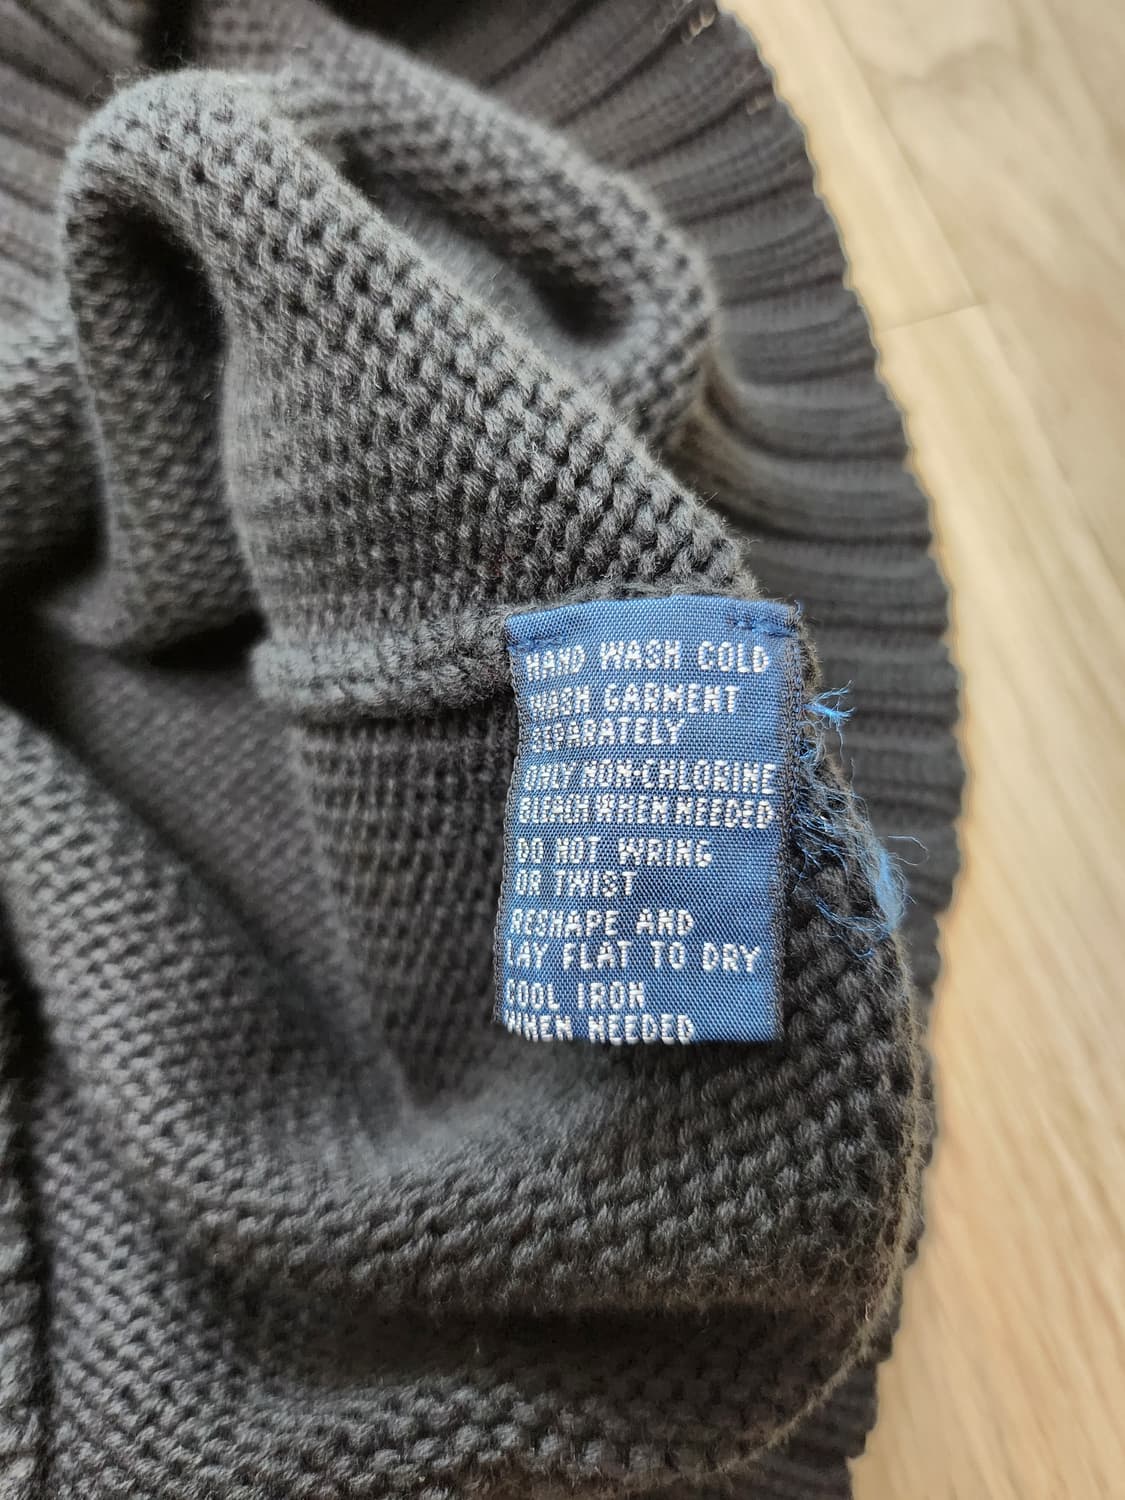 HAND WASH COLD
WASH GARMENT
SEPARATELY
ONLY NON-CHLORINE
BLEACH WHEN NEEDED
DO NOT WRING
OR TWIST
RESHAPE AND
LAY FLAT TO DRY
COOL IRON
WHEN NEEDED